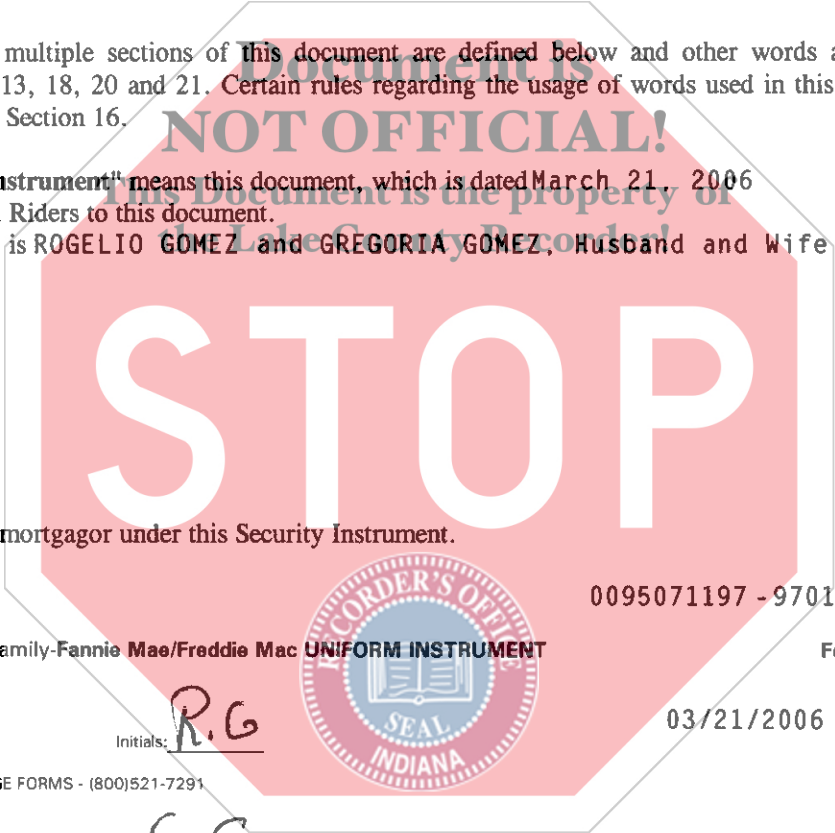 multiple sections of this document are defined below and other words
Document is
13, 18, 20 and 21. Certain rules regarding the usage of words used in this
Section 16.
NOT OFFICIAL!
strument" means this document, which is dated March 21, 2006
This Document is the property of
Riders to this document.
the Lake County Recorder!
is ROGELIO GOMEZ and GREGORIA GOMEZ, Husband and Wife
STOP
mortgagor under this Security Instrument.
0095071197 - 9701
amily-Fannie Mae/Freddie Mac UNIFORM INSTRUMENT
RECORDER'S OFFICE
SEAL
INDIANA
Initials: R.G
03/21/2006
GE FORMS - (800)521-7291